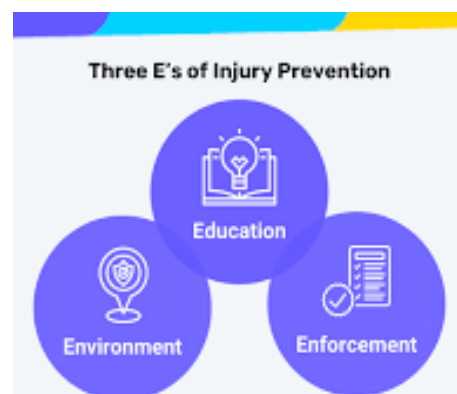 Three E's of Injury Prevention
Education
Environment
Enforcement